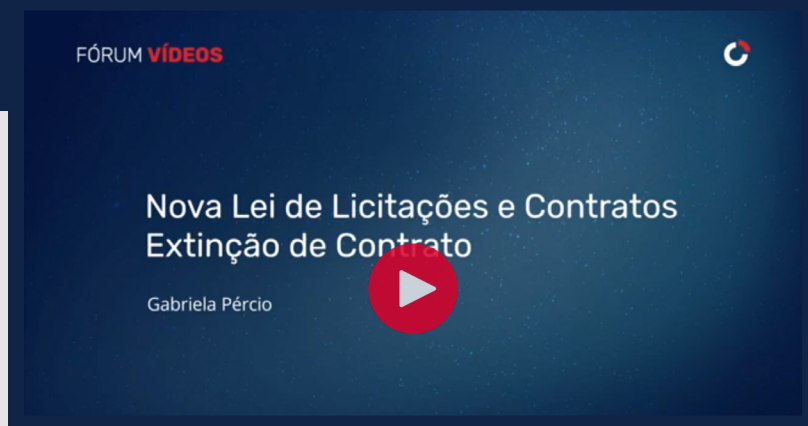 FÓRUM VÍDEOS
Nova Lei de Licitações e Contratos
Extinção de Contrato
Gabriela Pércio